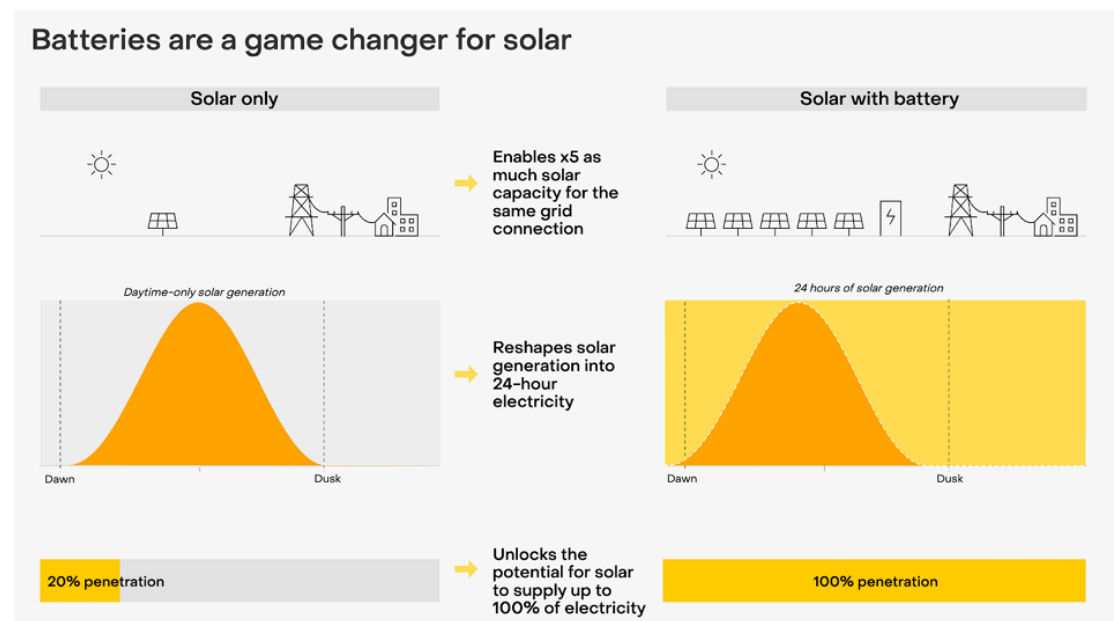 Batteries are a game changer for solar
Solar only
Solar with battery
Enables x5 as
much solar
capacity for the
same grid
connection
Daytime-only solar generation
24 hours of solar generation
Reshapes solar
generation into
24-hour
electricity
Dawn
Dusk
Dawn
Dusk
20% penetration
Unlocks the
potential for solar
to supply up to
100% of electricity
100% penetration